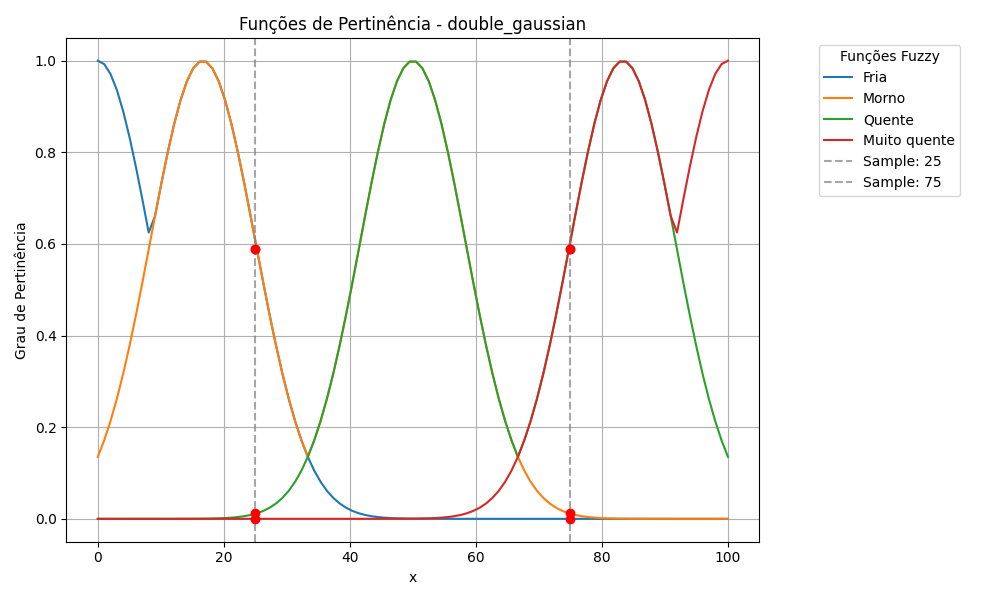 Funções de Pertinência - double_gaussian
Grau de Pertinência
1.0
0.8
0.6
0.4
0.2
0.0
0 20 40 60 80 100
x
Funções Fuzzy
Fria
Morno
Quente
Muito quente
Sample: 25
Sample: 75